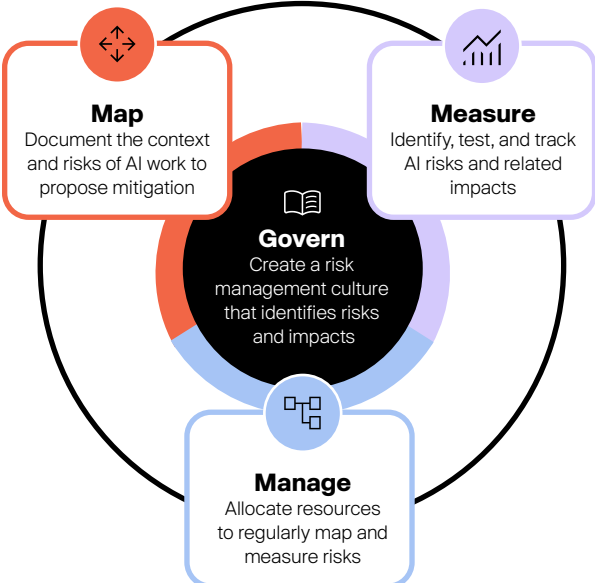 Map
Document the context
and risks of AI work to
propose mitigation
Measure
Identify, test, and track
AI risks and related
impacts
Govern
Create a risk
management culture
that identifies risks
and impacts
Manage
Allocate resources
to regularly map and
measure risks